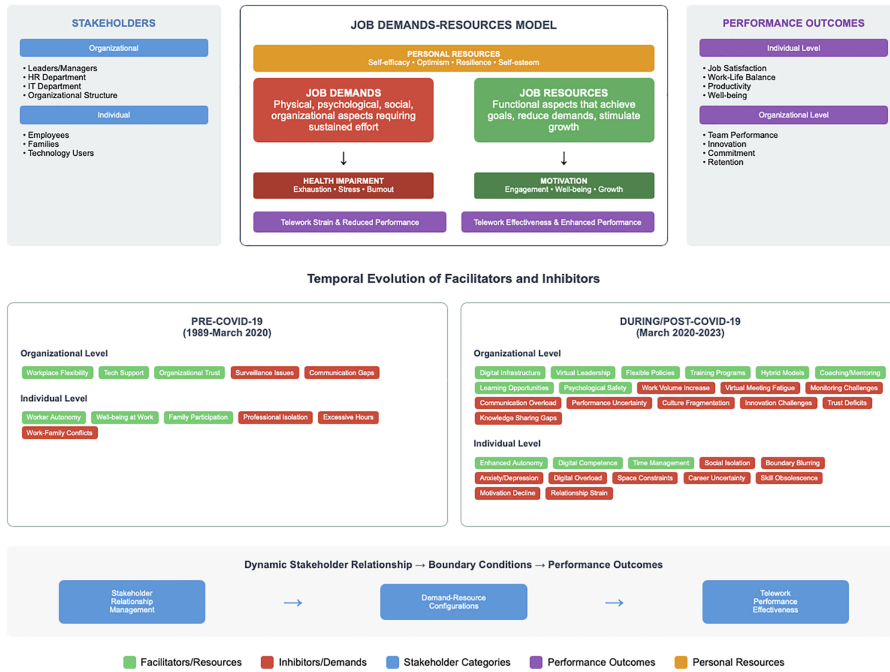 STAKEHOLDERS
Organizational
• Leaders/Managers
• HR Department
• IT Department
• Organizational Structure
Individual
• Employees
• Families
• Technology Users
JOB DEMANDS-RESOURCES MODEL
PERSONAL RESOURCES
Self-efficacy • Optimism • Resilience • Self-esteem
JOB DEMANDS
Physical, psychological, social,
organizational aspects requiring
sustained effort
JOB RESOURCES
Functional aspects that achieve
goals, reduce demands, stimulate
growth
↓
↓
HEALTH IMPAIRMENT
Exhaustion • Stress • Burnout
MOTIVATION
Engagement • Well-being • Growth
Telework Strain & Reduced Performance
Telework Effectiveness & Enhanced Performance
PERFORMANCE OUTCOMES
Individual Level
• Job Satisfaction
• Work-Life Balance
• Productivity
• Well-being
Organizational Level
• Team Performance
• Innovation
• Commitment
• Retention
Temporal Evolution of Facilitators and Inhibitors
PRE-COVID-19
(1989-March 2020)
Organizational Level
Workplace Flexibility Tech Support Organizational Trust Surveillance Issues Communication Gaps
Individual Level
Worker Autonomy Well-being at Work Family Participation Professional Isolation Excessive Hours
Work-Family Conflicts
DURING/POST-COVID-19
(March 2020-2023)
Organizational Level
Digital Infrastructure Virtual Leadership Flexible Policies Training Programs Hybrid Models Coaching/Mentoring
Learning Opportunities Psychological Safety Work Volume Increase Virtual Meeting Fatigue Monitoring Challenges
Communication Overload Performance Uncertainty Culture Fragmentation Innovation Challenges Trust Deficits
Knowledge Sharing Gaps
Individual Level
Enhanced Autonomy Digital Competence Time Management Social Isolation Boundary Blurring
Anxiety/Depression Digital Overload Space Constraints Career Uncertainty Skill Obsolescence
Motivation Decline Relationship Strain
Dynamic Stakeholder Relationship → Boundary Conditions → Performance Outcomes
Stakeholder
Relationship
Management
→
Demand-Resource
Configurations
→
Telework
Performance
Effectiveness
Facilitators/Resources Inhibitors/Demands Stakeholder Categories Performance Outcomes Personal Resources